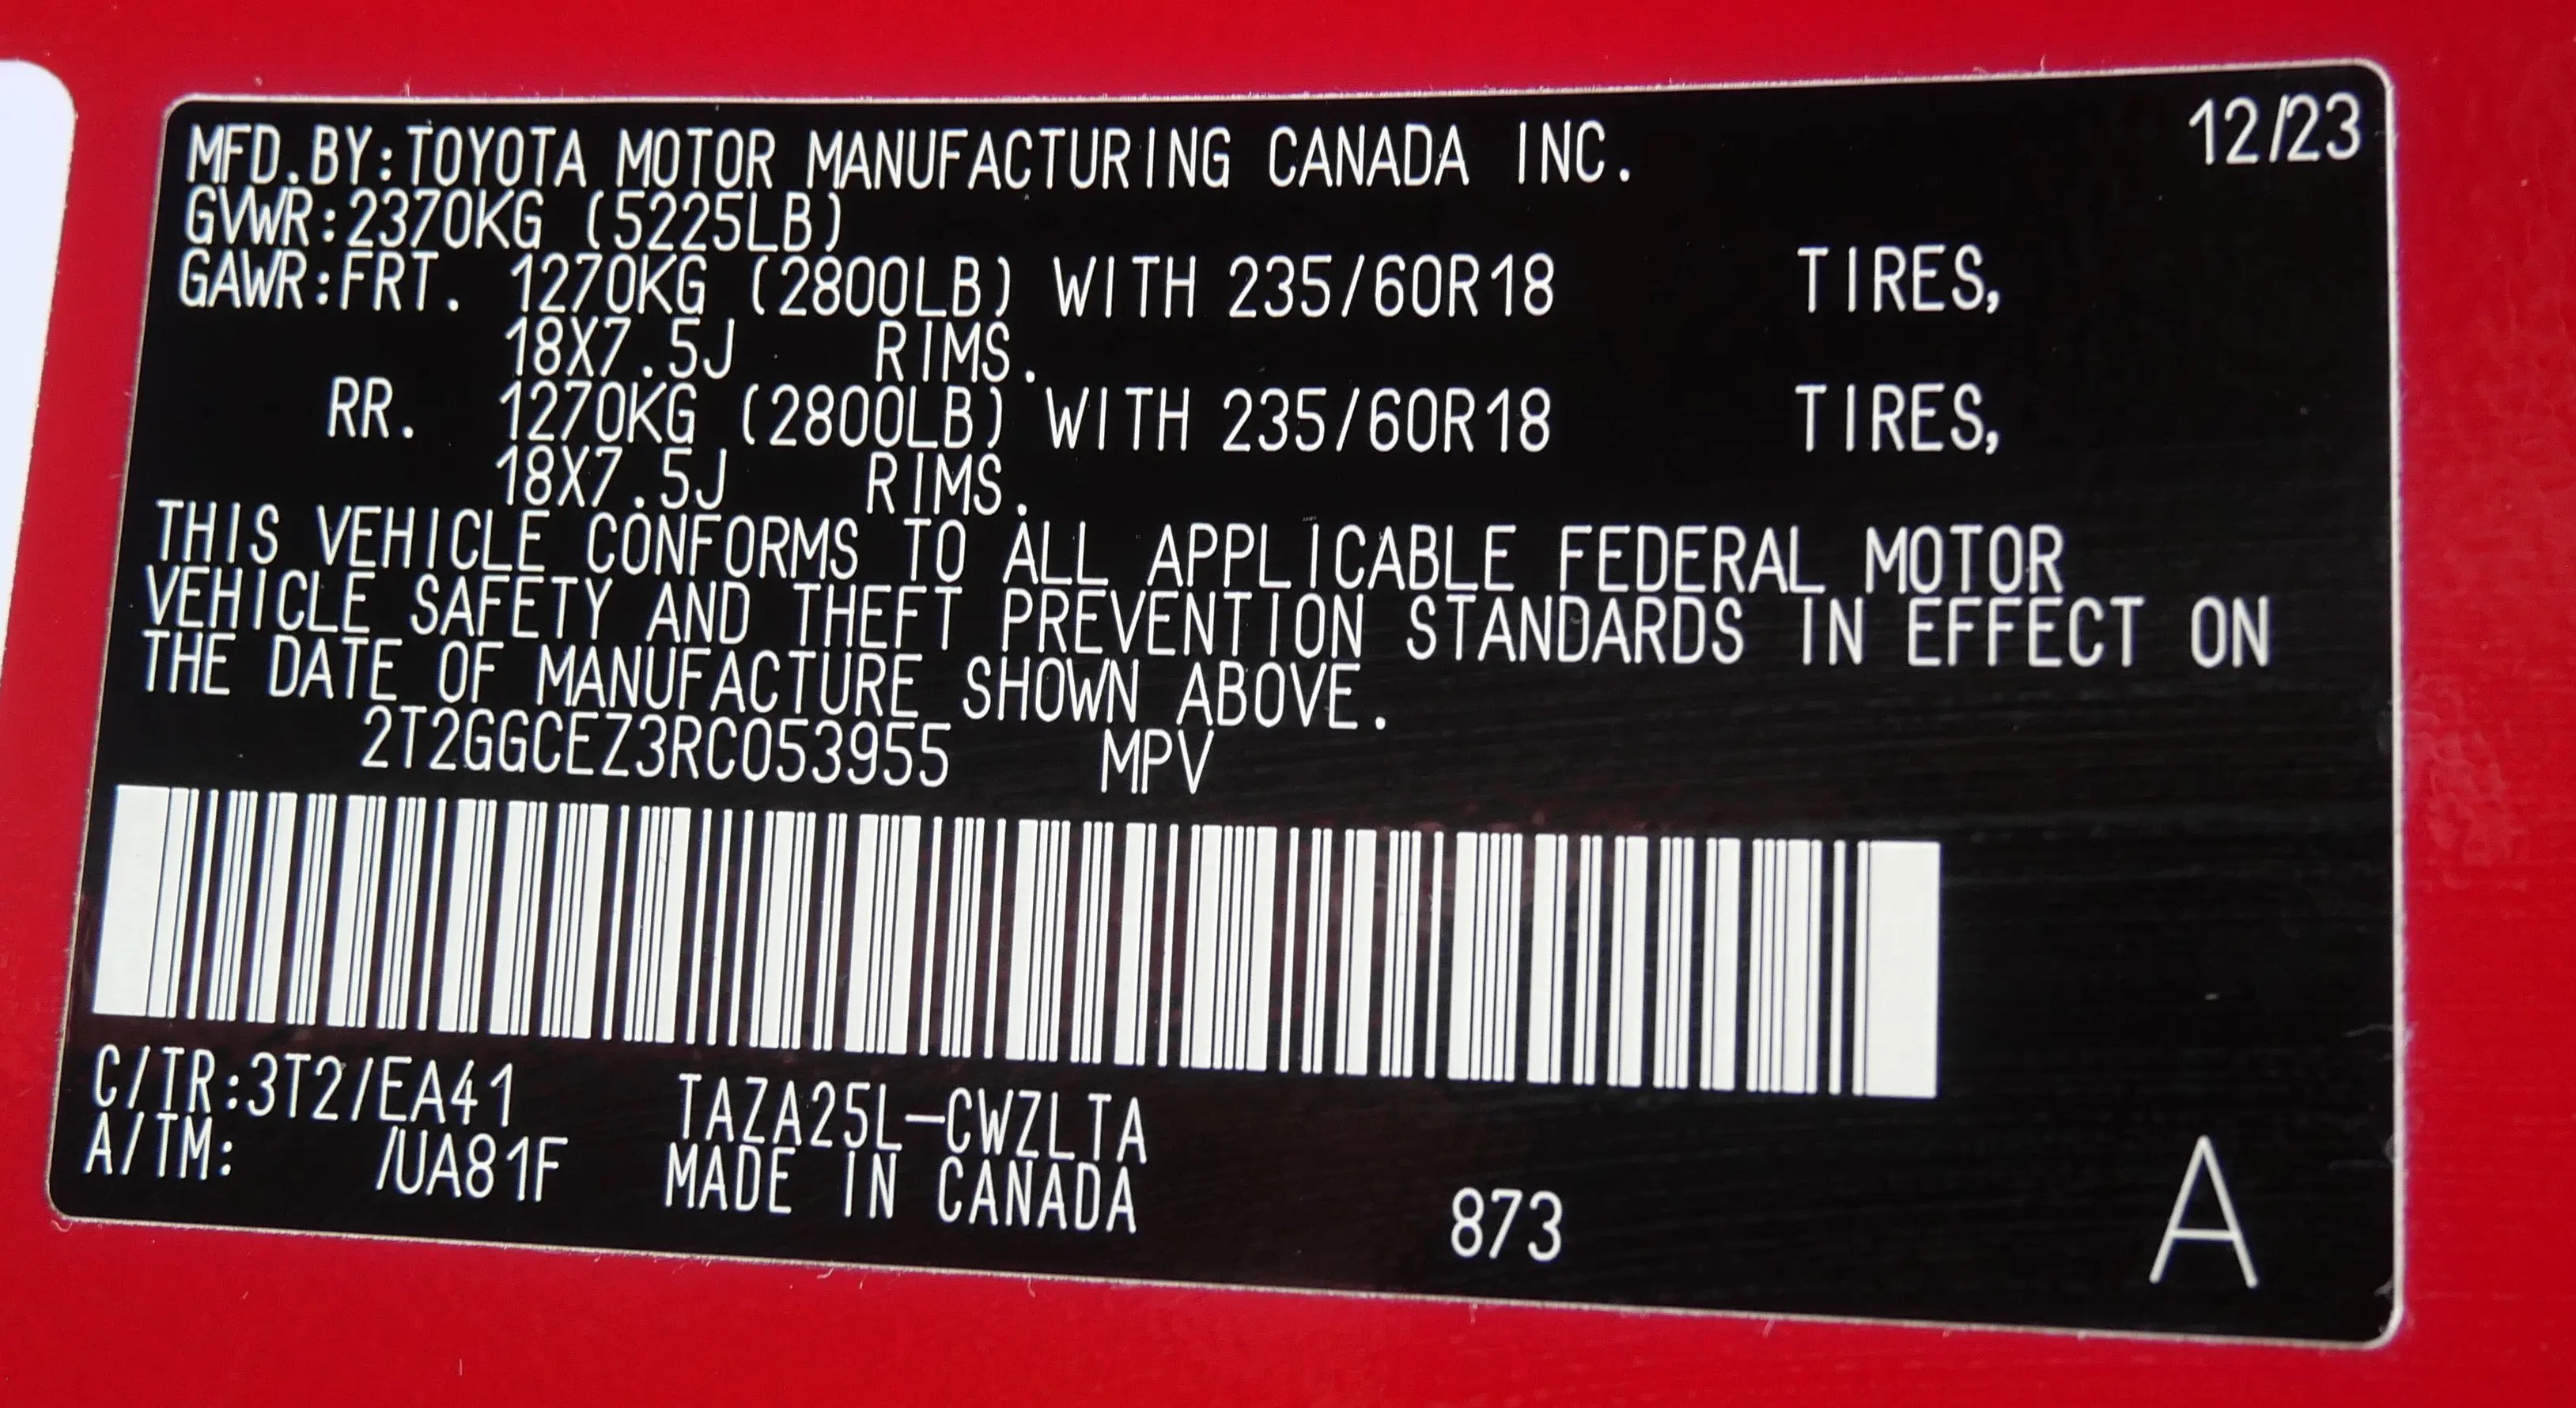 MFD.BY:TOYOTA MOTOR MANUFACTURING CANADA INC. 12/23
GVWR:2370KG (5225LB)
GAWR:FRT. 1270KG (2800LB) WITH 235/60R18 TIRES,
18X7.5J RIMS.
RR. 1270KG (2800LB) WITH 235/60R18 TIRES,
18X7.5J RIMS.
THIS VEHICLE CONFORMS TO ALL APPLICABLE FEDERAL MOTOR
VEHICLE SAFETY AND THEFT PREVENTION STANDARDS IN EFFECT ON
THE DATE OF MANUFACTURE SHOWN ABOVE.
2T2GGCEZ3RC053955 MPV
C/TR:3T2/EA41 TAZA25L-CWZLTA
A/TM: /UA81F MADE IN CANADA
873 A